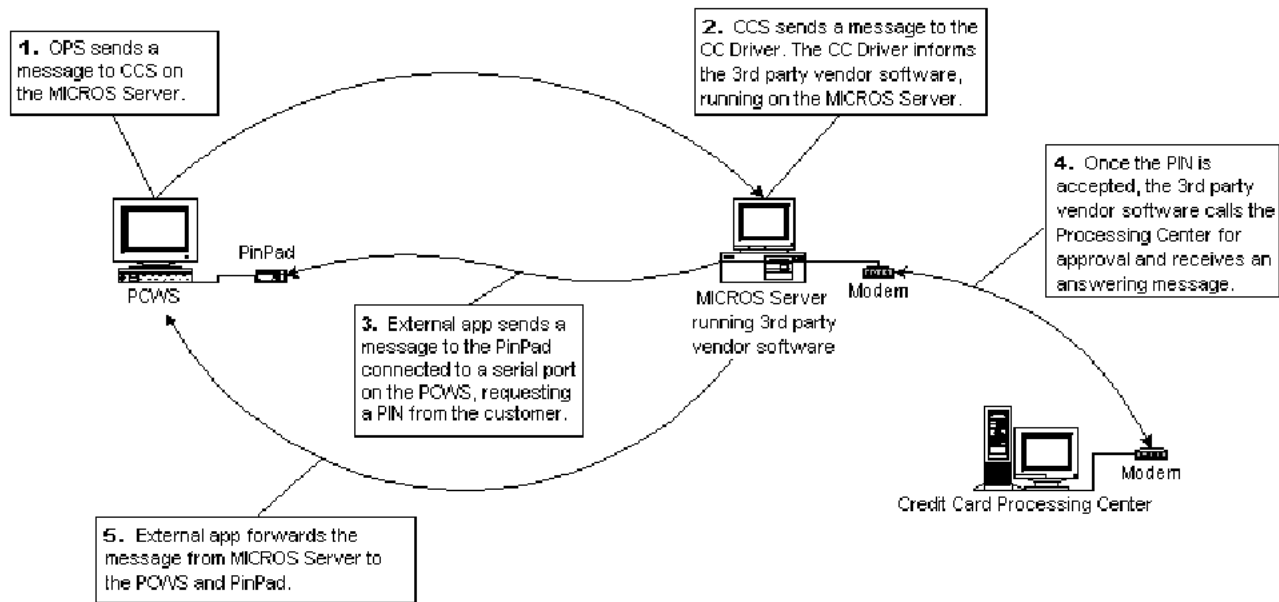 1. OPS sends a
message to CCS on
the MICROS Server.
2. CCS sends a message to the
CC Driver. The CC Driver informs
the 3rd party vendor software,
running on the MICROS Server.
4. Once the PIN is
accepted, the 3rd party
vendor software calls the
Processing Center for
approval and receives an
answering message.
PinPad
PCWS
Modem
MICROS Server
running 3rd party
vendor software
3. External app sends a
message to the PinPad
connected to a serial port
on the PCWS, requesting
a PIN from the customer.
Modem
Credit Card Processing Center
5. External app forwards the
message from MICROS Server to
the PCWS and PinPad.